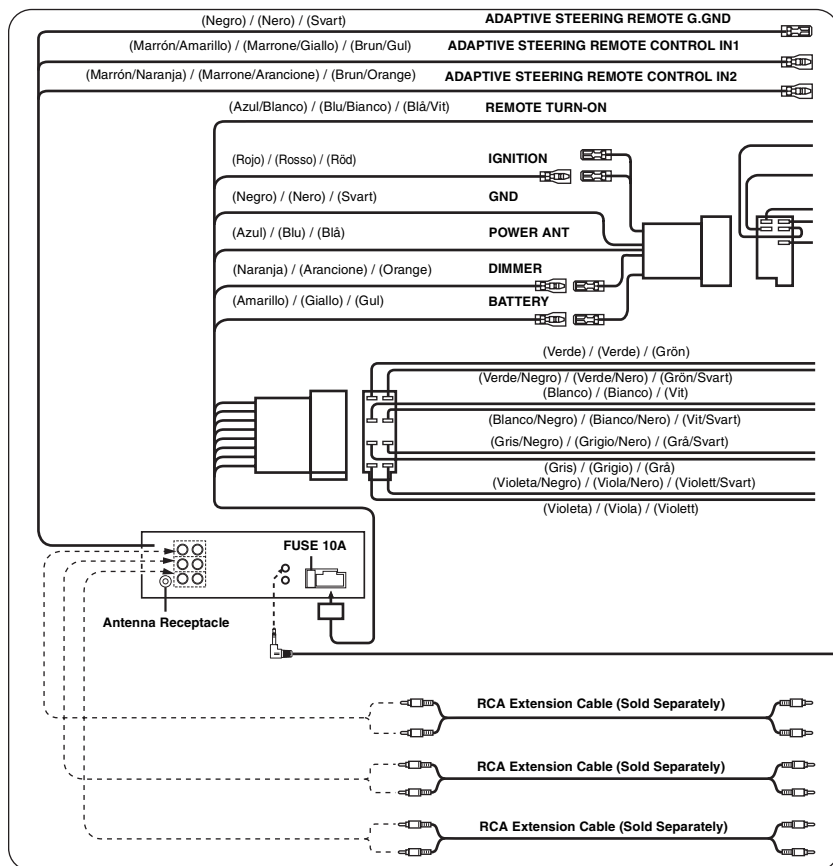 (Negro) / (Nero) / (Svart) ADAPTIVE STEERING REMOTE G.GND
(Marrón/Amarillo) / (Marrone/Giallo) / (Brun/Gul) ADAPTIVE STEERING REMOTE CONTROL IN1
(Marrón/Naranja) / (Marrone/Arancione) / (Brun/Orange) ADAPTIVE STEERING REMOTE CONTROL IN2
(Azul/Blanco) / (Blu/Bianco) / (Blå/Vit) REMOTE TURN-ON
(Rojo) / (Rosso) / (Röd) IGNITION
(Negro) / (Nero) / (Svart) GND
(Azul) / (Blu) / (Blå) POWER ANT
(Naranja) / (Arancione) / (Orange) DIMMER
(Amarillo) / (Giallo) / (Gul) BATTERY
(Verde) / (Verde) / (Grön)
(Verde/Negro) / (Verde/Nero) / (Grön/Svart)
(Blanco) / (Bianco) / (Vit)
(Blanco/Negro) / (Bianco/Nero) / (Vit/Svart)
(Gris/Negro) / (Grigio/Nero) / (Grå/Svart)
(Gris) / (Grigio) / (Grå)
(Violeta/Negro) / (Viola/Nero) / (Violett/Svart)
(Violeta) / (Viola) / (Violett)
FUSE 10A
Antenna Receptacle
RCA Extension Cable (Sold Separately)
RCA Extension Cable (Sold Separately)
RCA Extension Cable (Sold Separately)